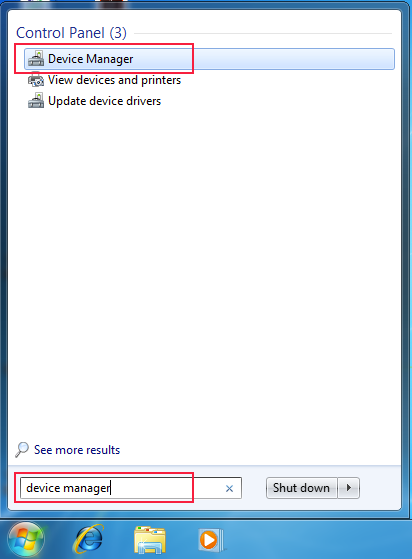 Control Panel (3)
Device Manager
View devices and printers
Update device drivers
See more results
device manager
Shut down